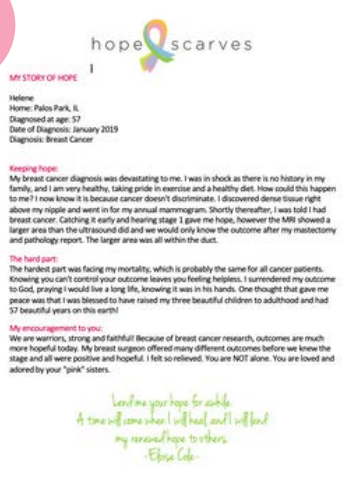 hope scarves
MY STORY OF HOPE
Helene
Home: Palos Park, IL
Diagnosed at age: 57
Date of Diagnosis: January 2019
Diagnosis: Breast Cancer
Keeping hope:
My breast cancer diagnosis was devastating to me. I was in shock as there is no history in my
family, and I am very healthy, taking pride in exercise and a healthy diet. How could this happen
to me? I now know it is because cancer doesn't discriminate. I discovered dense tissue right
above my nipple and went in for my annual mammogram. Shortly thereafter, I was told I had
breast cancer. Catching it early and hearing stage 1 gave me hope, however the MRI showed a
larger area than the ultrasound did and we would only know the outcome after my mastectomy
and pathology report. The larger area was all within the duct.
The hard part:
The hardest part was facing my mortality, which is probably the same for all cancer patients.
Knowing you can't control your outcome leaves you feeling helpless. I surrendered my outcome
to God, praying I would live a long life, knowing it was in his hands. One thought that gave me
peace was that I was blessed to have raised my three beautiful children to adulthood and had
57 beautiful years on this earth!
My encouragement to you:
We are warriors, strong and faithful! Because of breast cancer research, outcomes are much
more hopeful today. My breast surgeon offered many different outcomes before we knew the
stage and all were positive and hopeful. I felt so relieved. You are NOT alone. You are loved and
adored by your "pink" sisters.
Lend me your hope for awhile.
A time will come when I will heal, and I will lend
my renewed hope to others.
-Eloise Cole-